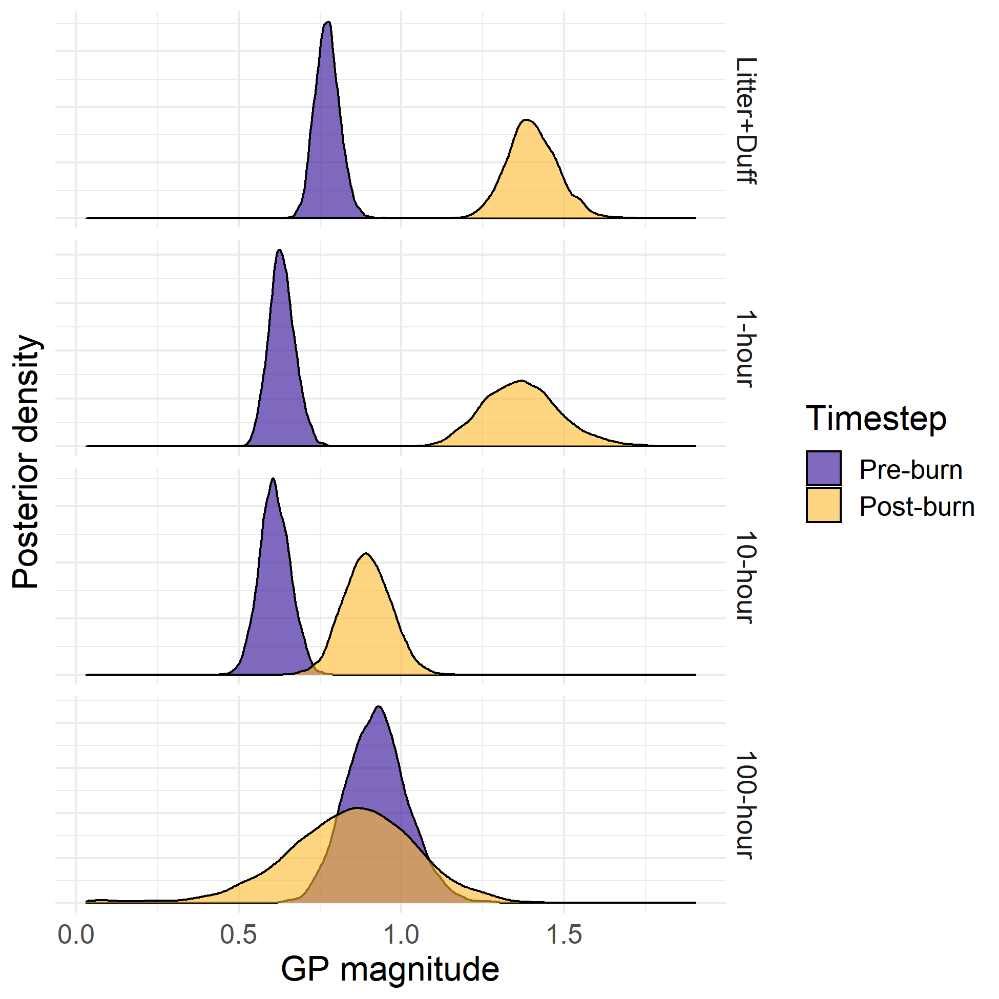 Litter+Duff
1-hour
10-hour
100-hour
Posterior density
0.0 0.5 1.0 1.5
GP magnitude
Timestep
Pre-burn
Post-burn